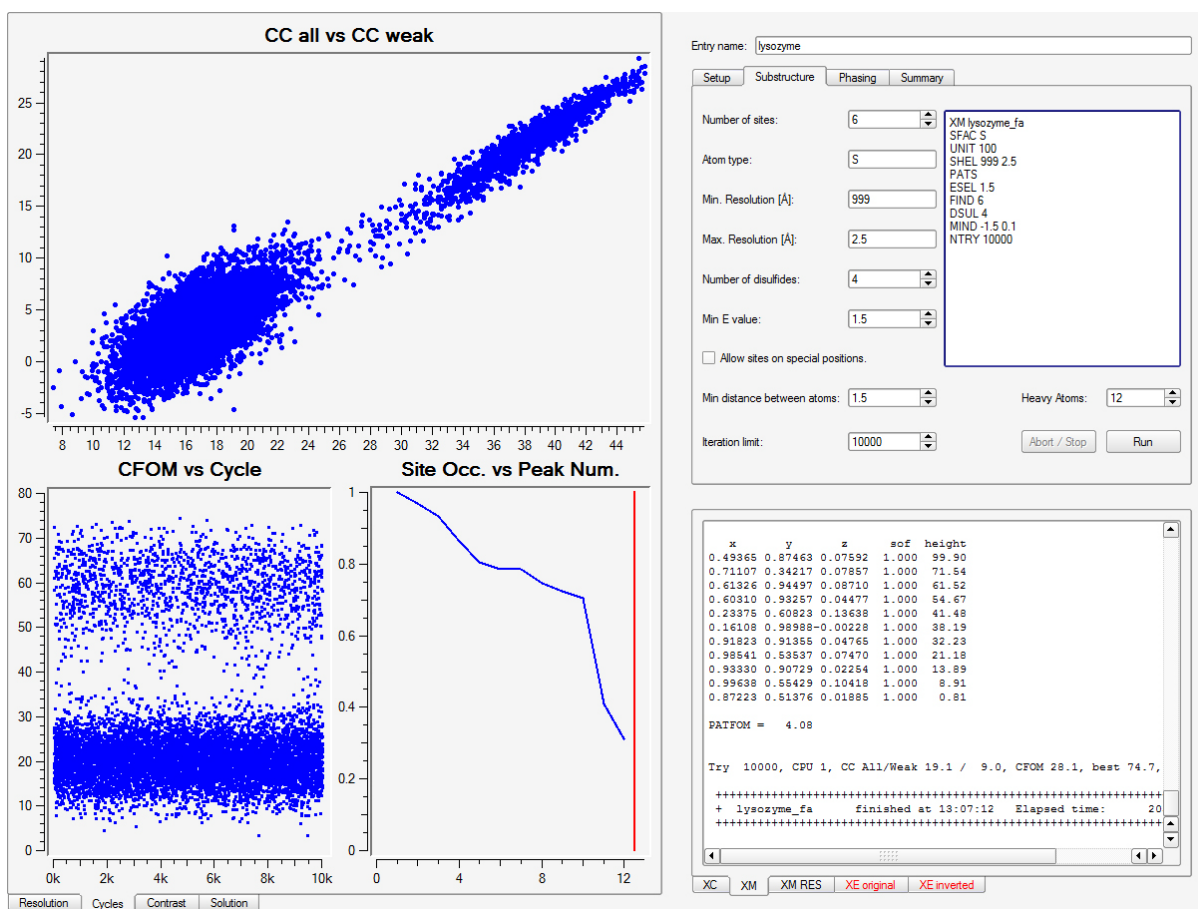 CC all vs CC weak
25
20
15
10
5
0
-5
8 10 12 14 16 18 20 22 24 26 28 30 32 34 36 38 40 42 44
CFOM vs Cycle
80
70
60
50
40
30
20
10
0
0k 2k 4k 6k 8k 10k
Site Occ. vs Peak Num.
1
0.8
0.6
0.4
0.2
0
0 4 8 12
Resolution Cycles Contrast Solution
Entry name: lysozyme
Setup Substructure Phasing Summary
Number of sites: 6
Atom type: S
Min. Resolution [Å]: 999
Max. Resolution [Å]: 2.5
Number of disulfides: 4
Min E value: 1.5
Allow sites on special positions.
Min distance between atoms: 1.5
Heavy Atoms: 12
Iteration limit: 10000
Abort / Stop Run
XM lysozyme_fa
SFAC S
UNIT 100
SHEL 999 2.5
PATS
ESEL 1.5
FIND 6
DSUL 4
MIND -1.5 0.1
NTRY 10000
x y z sof height
0.49365 0.87463 0.07592 1.000 99.90
0.71107 0.34217 0.07857 1.000 71.54
0.61326 0.94497 0.08710 1.000 61.52
0.60310 0.93257 0.04477 1.000 54.67
0.23375 0.60823 0.13638 1.000 41.48
0.16108 0.98988-0.00228 1.000 38.19
0.91823 0.91355 0.04765 1.000 32.23
0.98541 0.53537 0.07470 1.000 21.18
0.93330 0.90729 0.02254 1.000 13.89
0.99638 0.55429 0.10418 1.000 8.91
0.87223 0.51376 0.01885 1.000 0.81
PATFOM = 4.08
Try 10000, CPU 1, CC All/Weak 19.1 / 9.0, CFOM 28.1, best 74.7,
++++++++++++++++++++++++++++++++++++++++++++++++++++++++++++++
+ lysozyme_fa finished at 13:07:12 Elapsed time: 20
++++++++++++++++++++++++++++++++++++++++++++++++++++++++++++++
XC XM XM RES XE original XE inverted